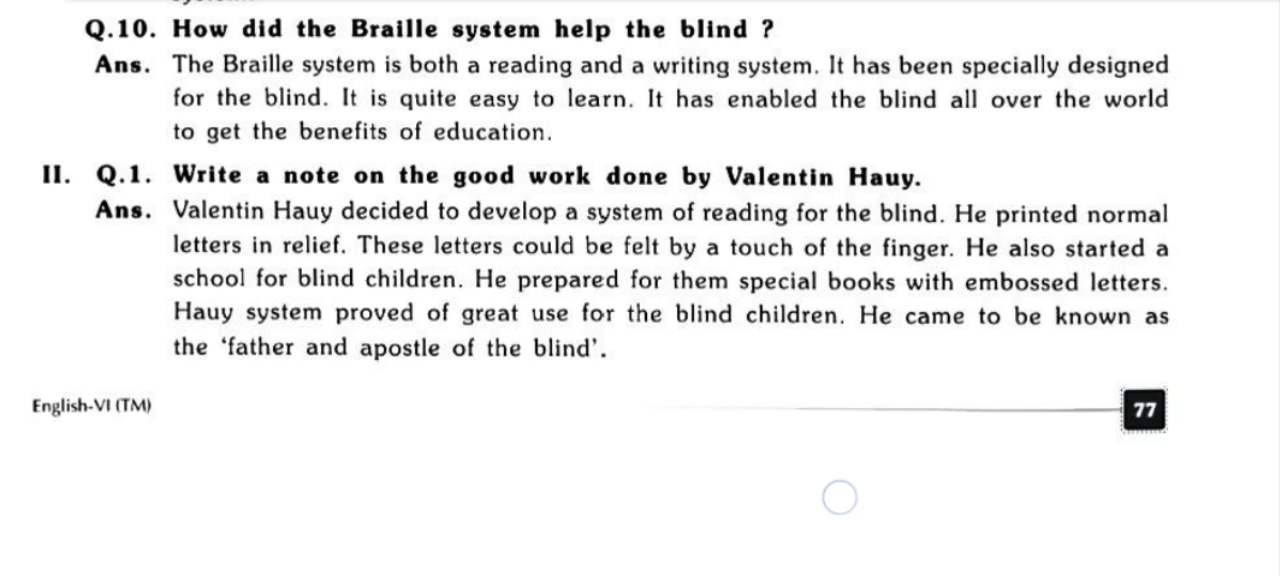 Q.10. How did the Braille system help the blind ?
Ans. The Braille system is both a reading and a writing system. It has been specially designed
for the blind. It is quite easy to learn. It has enabled the blind all over the world
to get the benefits of education.
II. Q.1. Write a note on the good work done by Valentin Hauy.
Ans. Valentin Hauy decided to develop a system of reading for the blind. He printed normal
letters in relief. These letters could be felt by a touch of the finger. He also started a
school for blind children. He prepared for them special books with embossed letters.
Hauy system proved of great use for the blind children. He came to be known as
the ‘father and apostle of the blind’.
English-VI (TM)
77